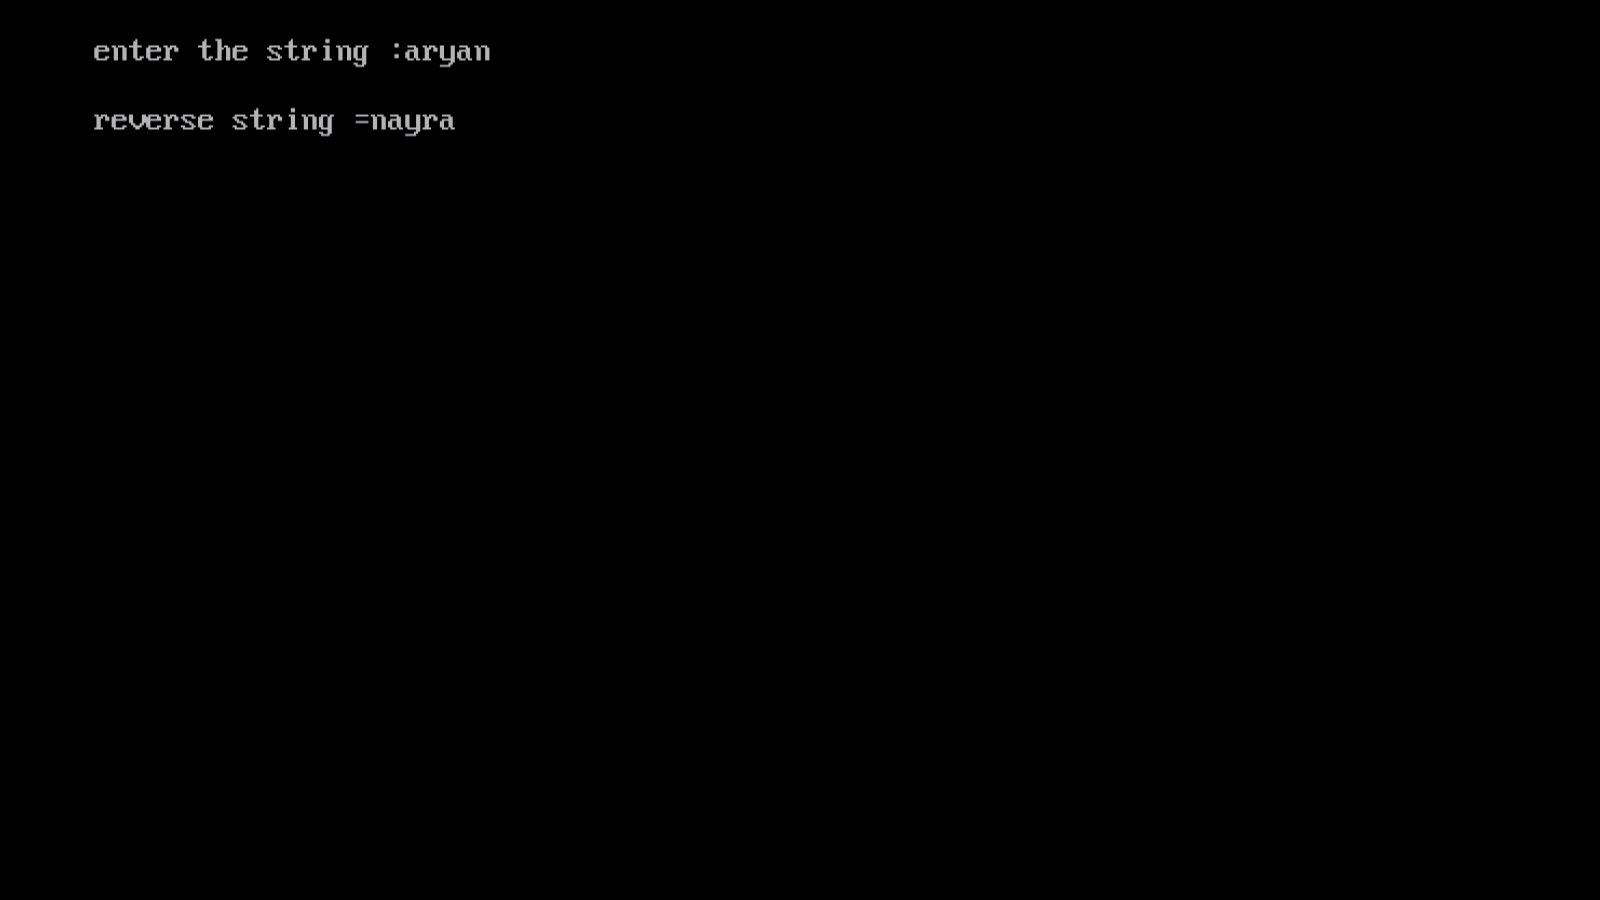 enter the string :aryan
reverse string =nayra